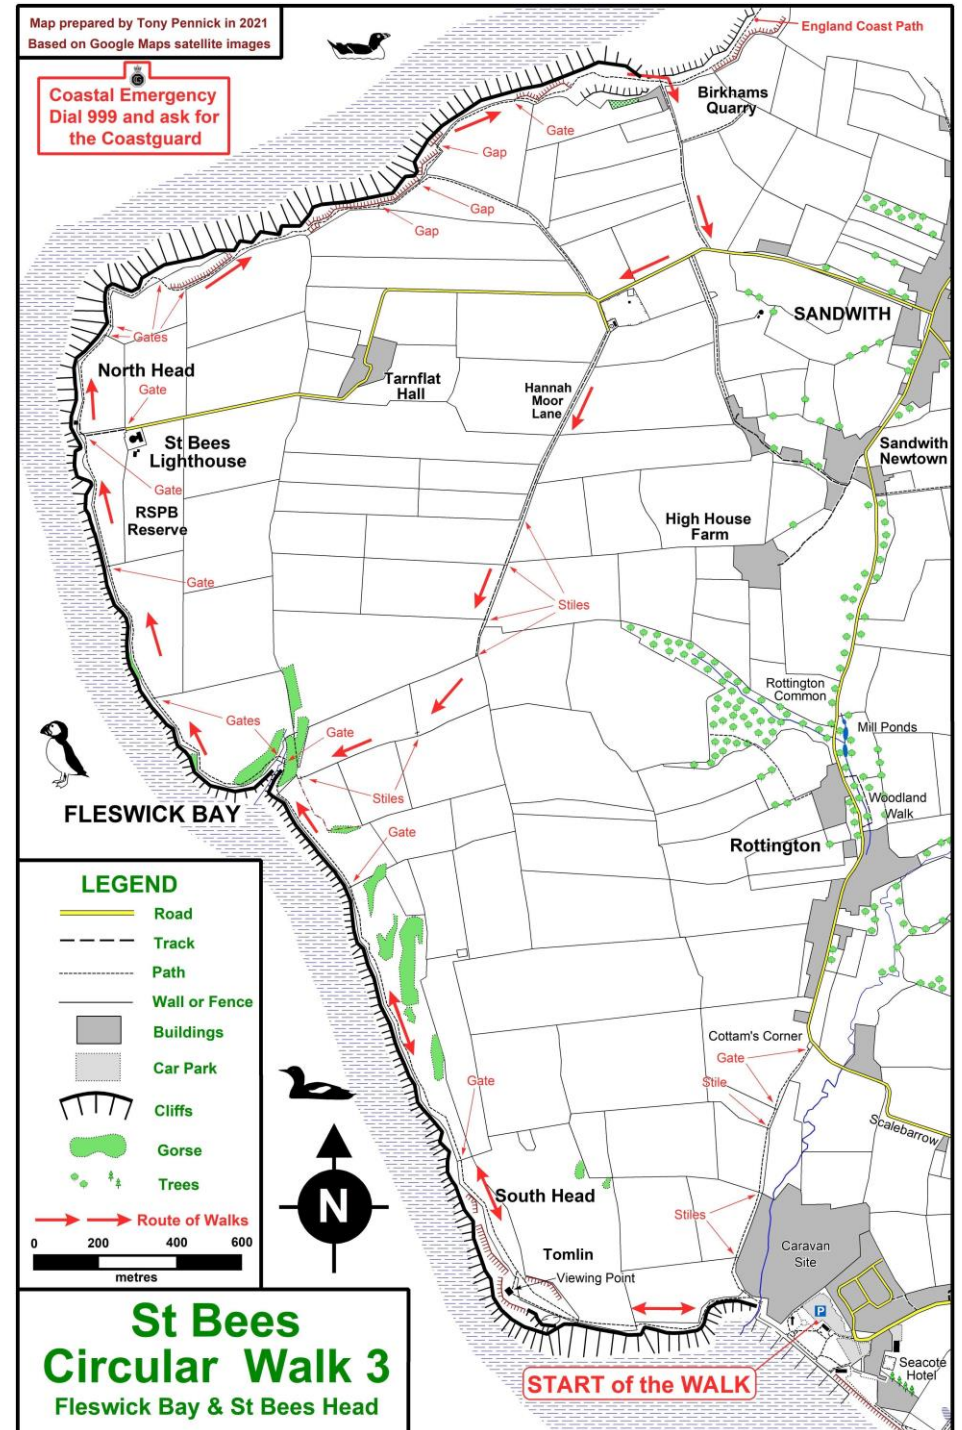 Map prepared by Tony Pennick in 2021
Based on Google Maps satellite images
Coastal Emergency
Dial 999 and ask for
the Coastguard
England Coast Path
Birkhams
Quarry
Gate
Gap
Gap
Gap
Gates
SANDWITH
North Head
Gate
Tarnflat
Hall
Hannah
Moor
Lane
St Bees
Lighthouse
Sandwith
Newtown
Gate
RSPB
Reserve
High House
Farm
Gate
Stiles
Rottington
Common
Gates
Gate
Mill Ponds
Stiles
Woodland
Walk
FLESWICK BAY
Gate
Rottington
LEGEND
Road
Track
Path
Wall or Fence
Buildings
Car Park
Cliffs
Gorse
Trees
Route of Walks
0 200 400 600
metres
Cottam's Corner
Gate
Stile
Gate
Scalebarrow
N
South Head
Stiles
Tomlin
Viewing Point
Caravan
Site
P
START of the WALK
Seacote
Hotel
St Bees
Circular Walk 3
Fleswick Bay & St Bees Head